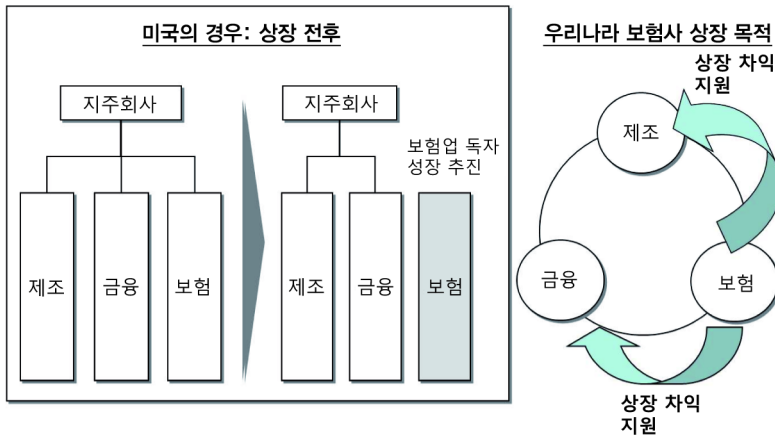 미국의 경우: 상장 전후
지주회사
제조
금융
보험
지주회사
보험업 독자
성장 추진
제조
금융
보험
우리나라 보험사 상장 목적
상장 차익
지원
제조
금융
보험
상장 차익
지원